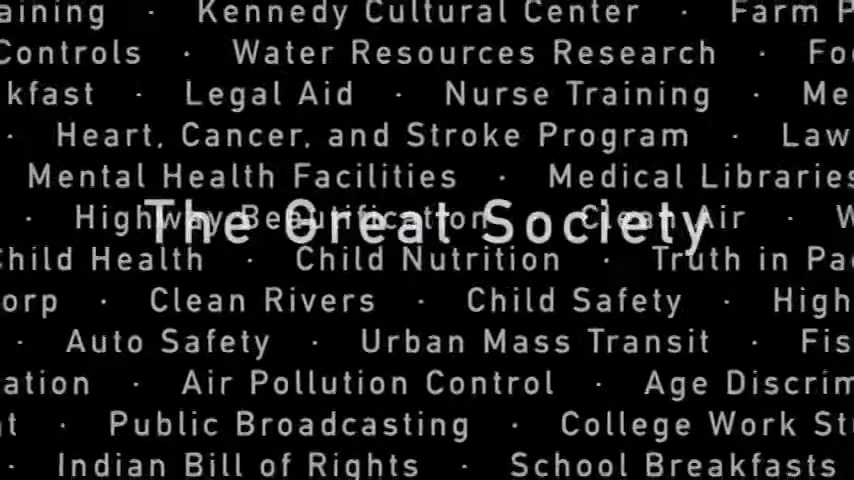 aining · Kennedy Cultural Center · Farm P
Controls · Water Resources Research · Fo
kfast · Legal Aid · Nurse Training · Me
· Heart, Cancer, and Stroke Program · Law
Mental Health Facilities · Medical Libraries
· Highway Beautification · Clean Air · W
The Great Society
Child Health · Child Nutrition · Truth in Pac
orp · Clean Rivers · Child Safety · High
· Auto Safety · Urban Mass Transit · Fis
ation · Air Pollution Control · Age Discrim
t · Public Broadcasting · College Work St
· Indian Bill of Rights · School Breakfasts